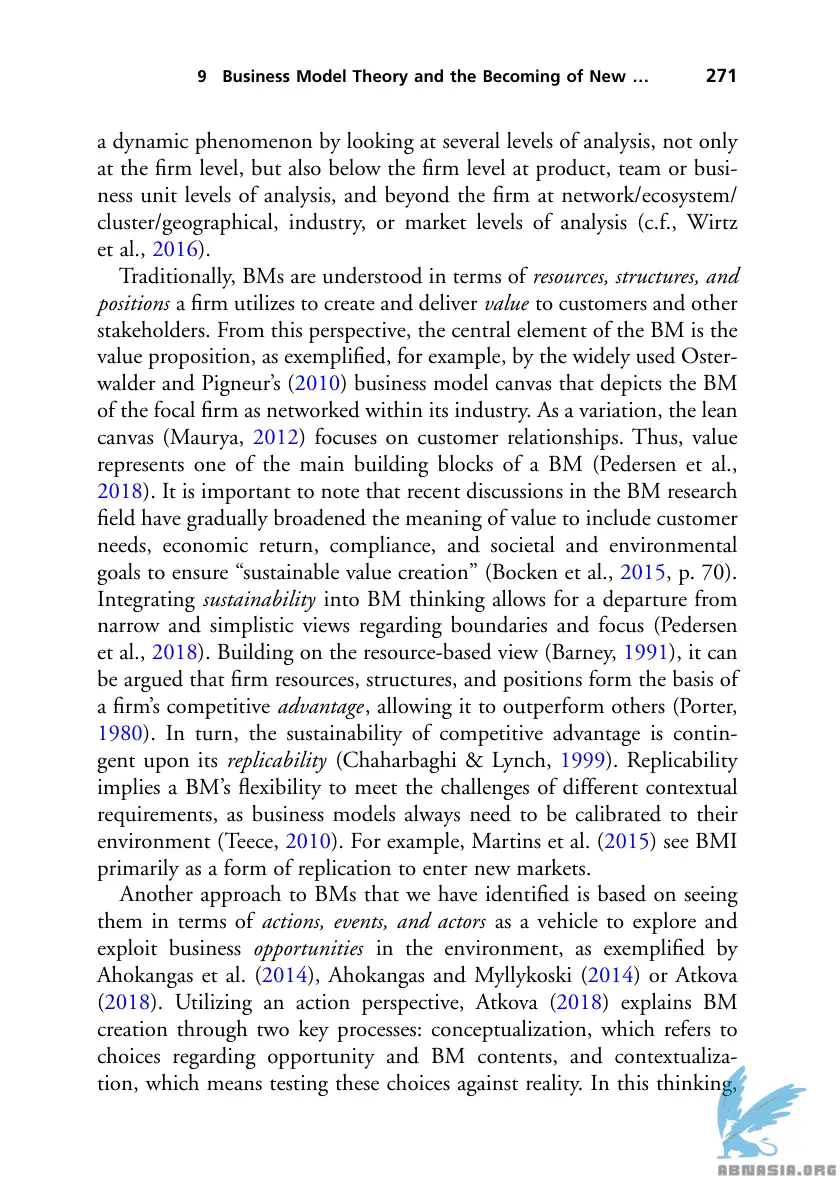 9 Business Model Theory and the Becoming of New … 271
a dynamic phenomenon by looking at several levels of analysis, not only
at the firm level, but also below the firm level at product, team or busi-
ness unit levels of analysis, and beyond the firm at network/ecosystem/
cluster/geographical, industry, or market levels of analysis (c.f., Wirtz
et al., 2016).
Traditionally, BMs are understood in terms of resources, structures, and
positions a firm utilizes to create and deliver value to customers and other
stakeholders. From this perspective, the central element of the BM is the
value proposition, as exemplified, for example, by the widely used Oster-
walder and Pigneur's (2010) business model canvas that depicts the BM
of the focal firm as networked within its industry. As a variation, the lean
canvas (Maurya, 2012) focuses on customer relationships. Thus, value
represents one of the main building blocks of a BM (Pedersen et al.,
2018). It is important to note that recent discussions in the BM research
field have gradually broadened the meaning of value to include customer
needs, economic return, compliance, and societal and environmental
goals to ensure “sustainable value creation” (Bocken et al., 2015, p. 70).
Integrating sustainability into BM thinking allows for a departure from
narrow and simplistic views regarding boundaries and focus (Pedersen
et al., 2018). Building on the resource-based view (Barney, 1991), it can
be argued that firm resources, structures, and positions form the basis of
a firm's competitive advantage, allowing it to outperform others (Porter,
1980). In turn, the sustainability of competitive advantage is contin-
gent upon its replicability (Chaharbaghi & Lynch, 1999). Replicability
implies a BM's flexibility to meet the challenges of different contextual
requirements, as business models always need to be calibrated to their
environment (Teece, 2010). For example, Martins et al. (2015) see BMI
primarily as a form of replication to enter new markets.
Another approach to BMs that we have identified is based on seeing
them in terms of actions, events, and actors as a vehicle to explore and
exploit business opportunities in the environment, as exemplified by
Ahokangas et al. (2014), Ahokangas and Myllykoski (2014) or Atkova
(2018). Utilizing an action perspective, Atkova (2018) explains BM
creation through two key processes: conceptualization, which refers to
choices regarding opportunity and BM contents, and contextualiza-
tion, which means testing these choices against reality. In this thinking,
ABNASIA.ORG